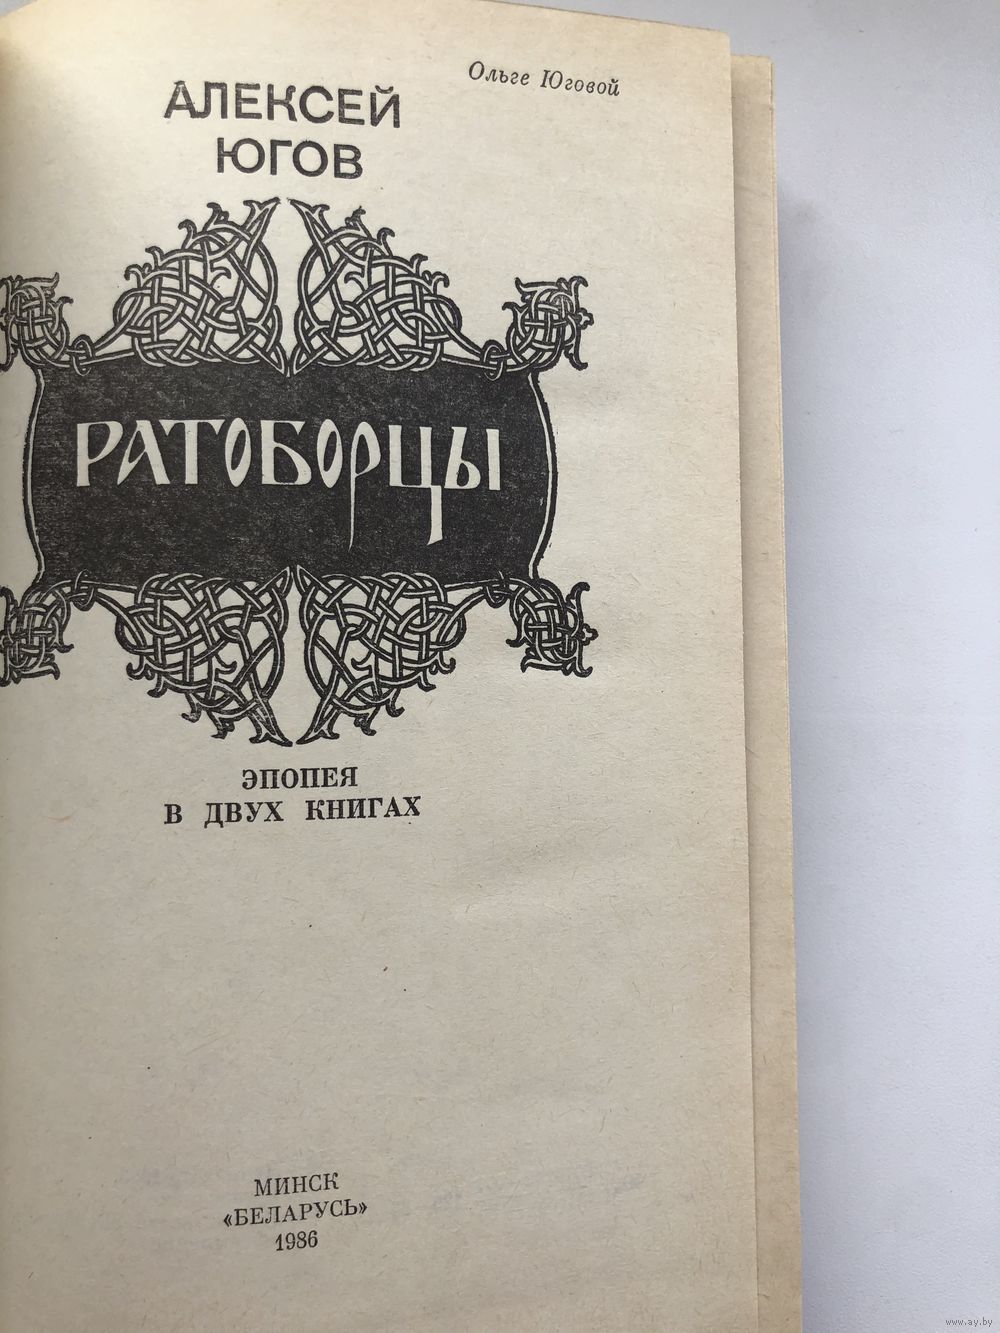 Ольге Юговой
АЛЕКСЕЙ
ЮГОВ
РАТОБОРЦЫ
ЭПОПЕЯ
В ДВУХ КНИГАХ
МИНСК
«БЕЛАРУСЬ»
1986
www.ay.by